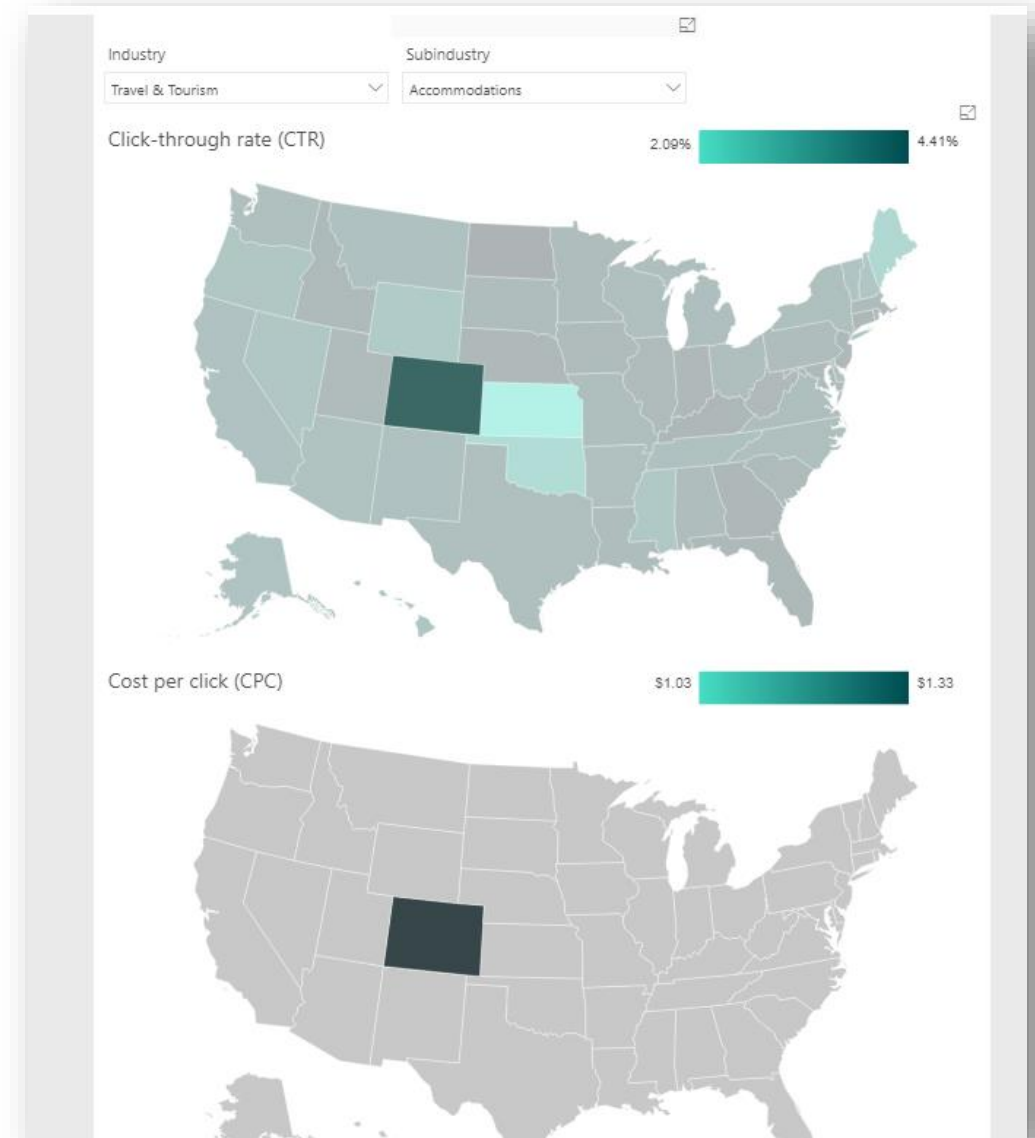 Industry
Subindustry
Travel & Tourism
Accommodations
Click-through rate (CTR)
2.09%
4.41%
Cost per click (CPC)
$1.03
$1.33